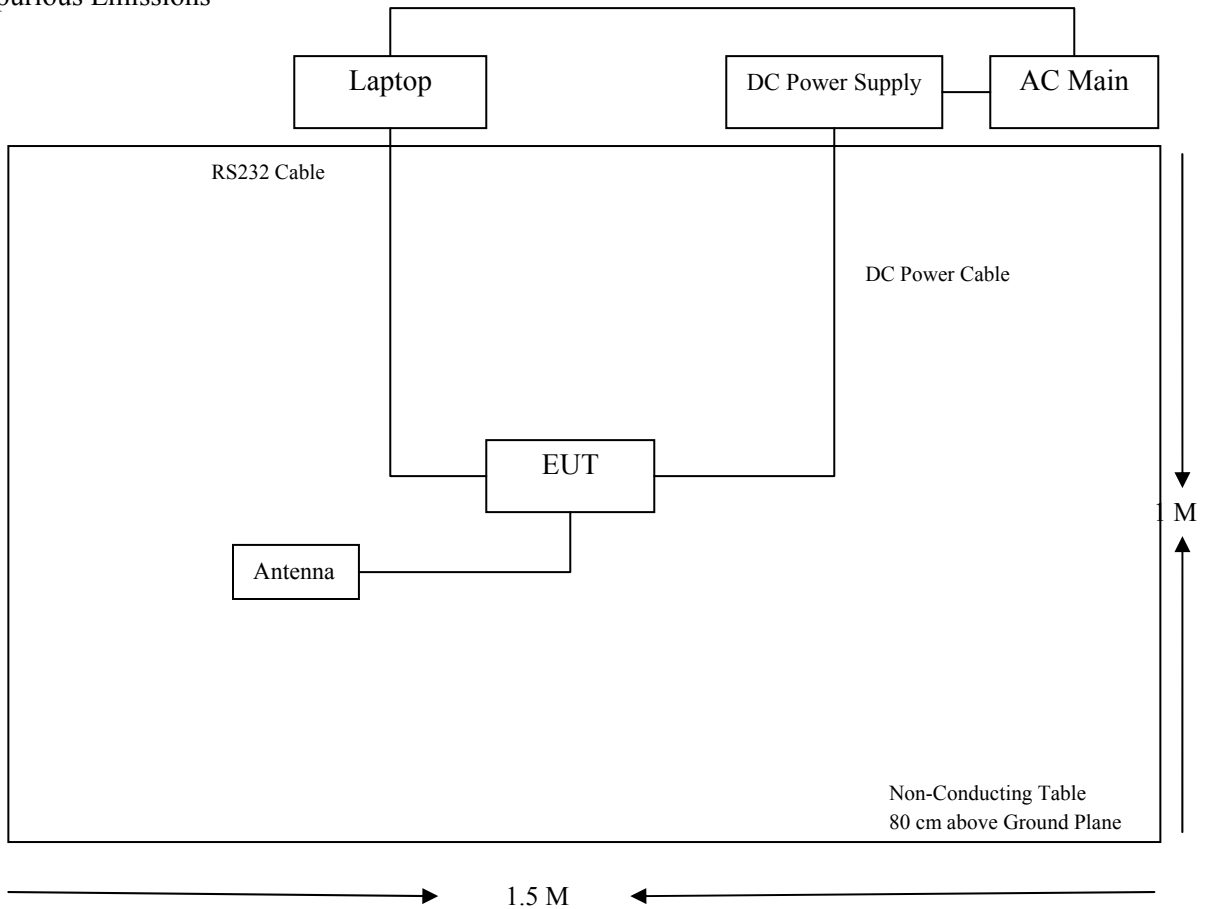 Emissions
Laptop
DC Power Supply
AC Main
RS232 Cable
DC Power Cable
EUT
1 M
Antenna
Non-Conducting Table
80 cm above Ground Plane
1.5 M